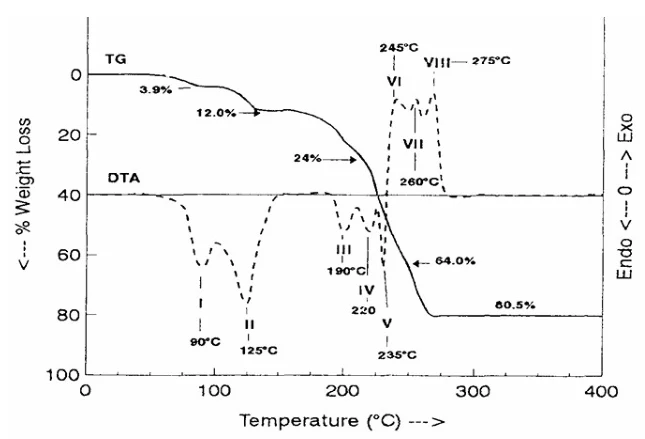 245°C
VIII 275°C
TG
VI
0
3.9%
12.0%
20
VII
24%
DTA
260°C
40
III
190°C
60
64.0%
IV
I
220
80.5%
80
II
V
90°C
125°C
235°C
100
0
100
200
300
400
Temperature (°C) --->
<--- % Weight Loss
Endo <--- 0 ---> Exo